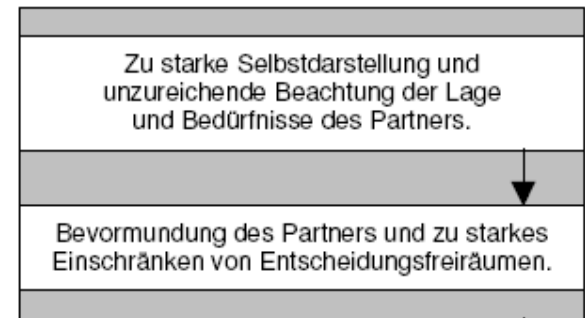 Zu starke Selbstdarstellung und
unzureichende Beachtung der Lage
und Bedürfnisse des Partners.
Bevormundung des Partners und zu starkes
Einschränken von Entscheidungsfreiräumen.